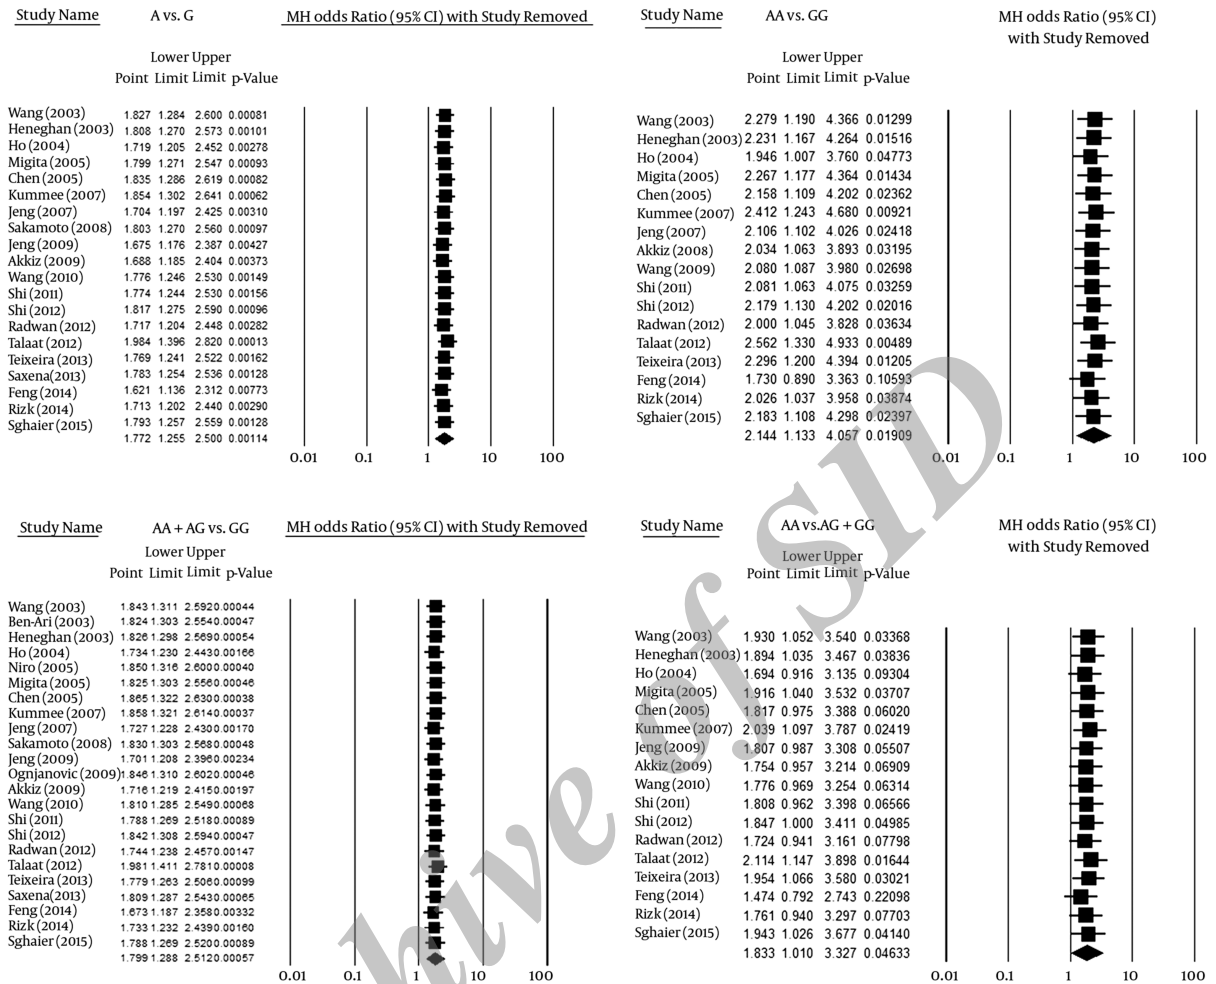 Study Name A vs. G MH odds Ratio (95% CI) with Study Removed
Lower Upper
Point Limit Limit p-Value
Wang (2003) 1.827 1.284 2.600 0.00081
Heneghan (2003) 1.808 1.270 2.573 0.00101
Ho (2004) 1.719 1.205 2.452 0.00278
Migita (2005) 1.799 1.271 2.547 0.00093
Chen (2005) 1.835 1.286 2.619 0.00082
Kummee (2007) 1.854 1.302 2.641 0.00062
Jeng (2007) 1.704 1.197 2.425 0.00310
Sakamoto (2008) 1.803 1.270 2.560 0.00097
Jeng (2009) 1.675 1.176 2.387 0.00427
Akkiz (2009) 1.688 1.185 2.404 0.00373
Wang (2010) 1.776 1.246 2.530 0.00149
Shi (2011) 1.774 1.244 2.530 0.00156
Shi (2012) 1.817 1.275 2.590 0.00096
Radwan (2012) 1.717 1.204 2.448 0.00282
Talaat (2012) 1.984 1.396 2.820 0.00013
Teixeira (2013) 1.769 1.241 2.522 0.00162
Saxena(2013) 1.783 1.254 2.536 0.00128
Feng (2014) 1.621 1.136 2.312 0.00773
Rizk (2014) 1.713 1.202 2.440 0.00290
Sghaier (2015) 1.793 1.257 2.559 0.00128
1.772 1.255 2.500 0.00114
0.01 0.1 1 10 100
Study Name AA vs. GG MH odds Ratio (95% CI)
with Study Removed
Lower Upper
Point Limit Limit p-Value
Wang (2003) 2.279 1.190 4.366 0.01299
Heneghan (2003) 2.231 1.167 4.264 0.01516
Ho (2004) 1.946 1.007 3.760 0.04773
Migita (2005) 2.267 1.177 4.364 0.01434
Chen (2005) 2.158 1.109 4.202 0.02362
Kummee (2007) 2.412 1.243 4.680 0.00921
Jeng (2007) 2.106 1.102 4.026 0.02418
Akkiz (2008) 2.034 1.063 3.893 0.03195
Wang (2009) 2.080 1.087 3.980 0.02698
Shi (2011) 2.081 1.063 4.075 0.03259
Shi (2012) 2.179 1.130 4.202 0.02016
Radwan (2012) 2.000 1.045 3.828 0.03634
Talaat (2012) 2.562 1.330 4.933 0.00489
Teixeira (2013) 2.296 1.200 4.394 0.01205
Feng (2014) 1.730 0.890 3.363 0.10593
Rizk (2014) 2.026 1.037 3.958 0.03874
Sghaier (2015) 2.183 1.108 4.298 0.02397
2.144 1.133 4.057 0.01909
0.01 0.1 1 10 100
Study Name AA + AG vs. GG MH odds Ratio (95% CI) with Study Removed
Lower Upper
Point Limit Limit p-Value
Wang (2003) 1.843 1.311 2.592 0.00044
Ben-Ari (2003) 1.824 1.303 2.554 0.00047
Heneghan (2003) 1.826 1.298 2.569 0.00054
Ho (2004) 1.734 1.230 2.443 0.00166
Niro (2005) 1.850 1.316 2.600 0.00040
Migita (2005) 1.825 1.303 2.556 0.00046
Chen (2005) 1.865 1.322 2.630 0.00038
Kummee (2007) 1.858 1.321 2.614 0.00037
Jeng (2007) 1.727 1.228 2.430 0.00170
Sakamoto (2008) 1.830 1.303 2.568 0.00048
Jeng (2009) 1.701 1.208 2.396 0.00234
Ognjanovic (2009) 1.846 1.310 2.602 0.00046
Akkiz (2009) 1.716 1.219 2.415 0.00197
Wang (2010) 1.810 1.285 2.549 0.00068
Shi (2011) 1.788 1.269 2.518 0.00089
Shi (2012) 1.842 1.308 2.594 0.00047
Radwan (2012) 1.744 1.238 2.457 0.00147
Talaat (2012) 1.981 1.411 2.781 0.00008
Teixeira (2013) 1.779 1.263 2.506 0.00099
Saxena(2013) 1.809 1.287 2.543 0.00065
Feng (2014) 1.673 1.187 2.358 0.00332
Rizk (2014) 1.733 1.232 2.439 0.00160
Sghaier (2015) 1.788 1.269 2.520 0.00089
1.799 1.288 2.512 0.00057
0.01 0.1 1 10 100
Study Name AA vs.AG + GG MH odds Ratio (95% CI)
with Study Removed
Lower Upper
Point Limit Limit p-Value
Wang (2003) 1.930 1.052 3.540 0.03368
Heneghan (2003) 1.894 1.035 3.467 0.03836
Ho (2004) 1.694 0.916 3.135 0.09304
Migita (2005) 1.916 1.040 3.532 0.03707
Chen (2005) 1.817 0.975 3.388 0.06020
Kummee (2007) 2.039 1.097 3.787 0.02419
Jeng (2009) 1.807 0.987 3.308 0.05507
Akkiz (2009) 1.754 0.957 3.214 0.06909
Wang (2010) 1.776 0.969 3.254 0.06314
Shi (2011) 1.808 0.962 3.398 0.06566
Shi (2012) 1.847 1.000 3.411 0.04985
Radwan (2012) 1.724 0.941 3.161 0.07798
Talaat (2012) 2.114 1.147 3.898 0.01644
Teixeira (2013) 1.954 1.066 3.580 0.03021
Feng (2014) 1.474 0.792 2.743 0.22098
Rizk (2014) 1.761 0.940 3.297 0.07703
Sghaier (2015) 1.943 1.026 3.677 0.04140
1.833 1.010 3.327 0.04633
0.01 0.1 1 10 100
hive of SID